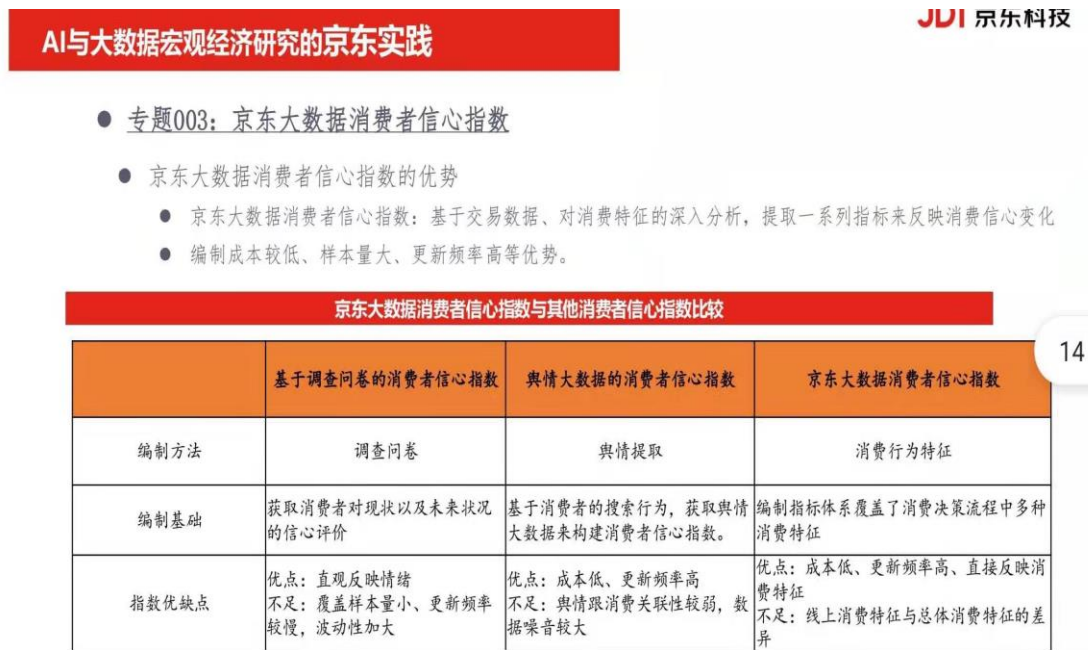 JDT 京东科技
AI与大数据宏观经济研究的京东实践
● 专题003：京东大数据消费者信心指数
● 京东大数据消费者信心指数的优势
● 京东大数据消费者信心指数：基于交易数据、对消费特征的深入分析，提取一系列指标来反映消费信心变化
● 编制成本较低、样本量大、更新频率高等优势。
京东大数据消费者信心指数与其他消费者信心指数比较
14
基于调查问卷的消费者信心指数 舆情大数据的消费者信心指数 京东大数据消费者信心指数
编制方法 调查问卷 舆情提取 消费行为特征
编制基础
获取消费者对现状以及未来状况
的信心评价
基于消费者的搜索行为，获取舆情
大数据来构建消费者信心指数。
编制指标体系覆盖了消费决策流程中多种
消费特征
指数优缺点
优点：直观反映情绪
不足：覆盖样本量小、更新频率
较慢，波动性加大
优点：成本低、更新频率高
不足：舆情跟消费关联性较弱，数
据噪音较大
优点：成本低、更新频率高、直接反映消
费特征
不足：线上消费特征与总体消费特征的差
异